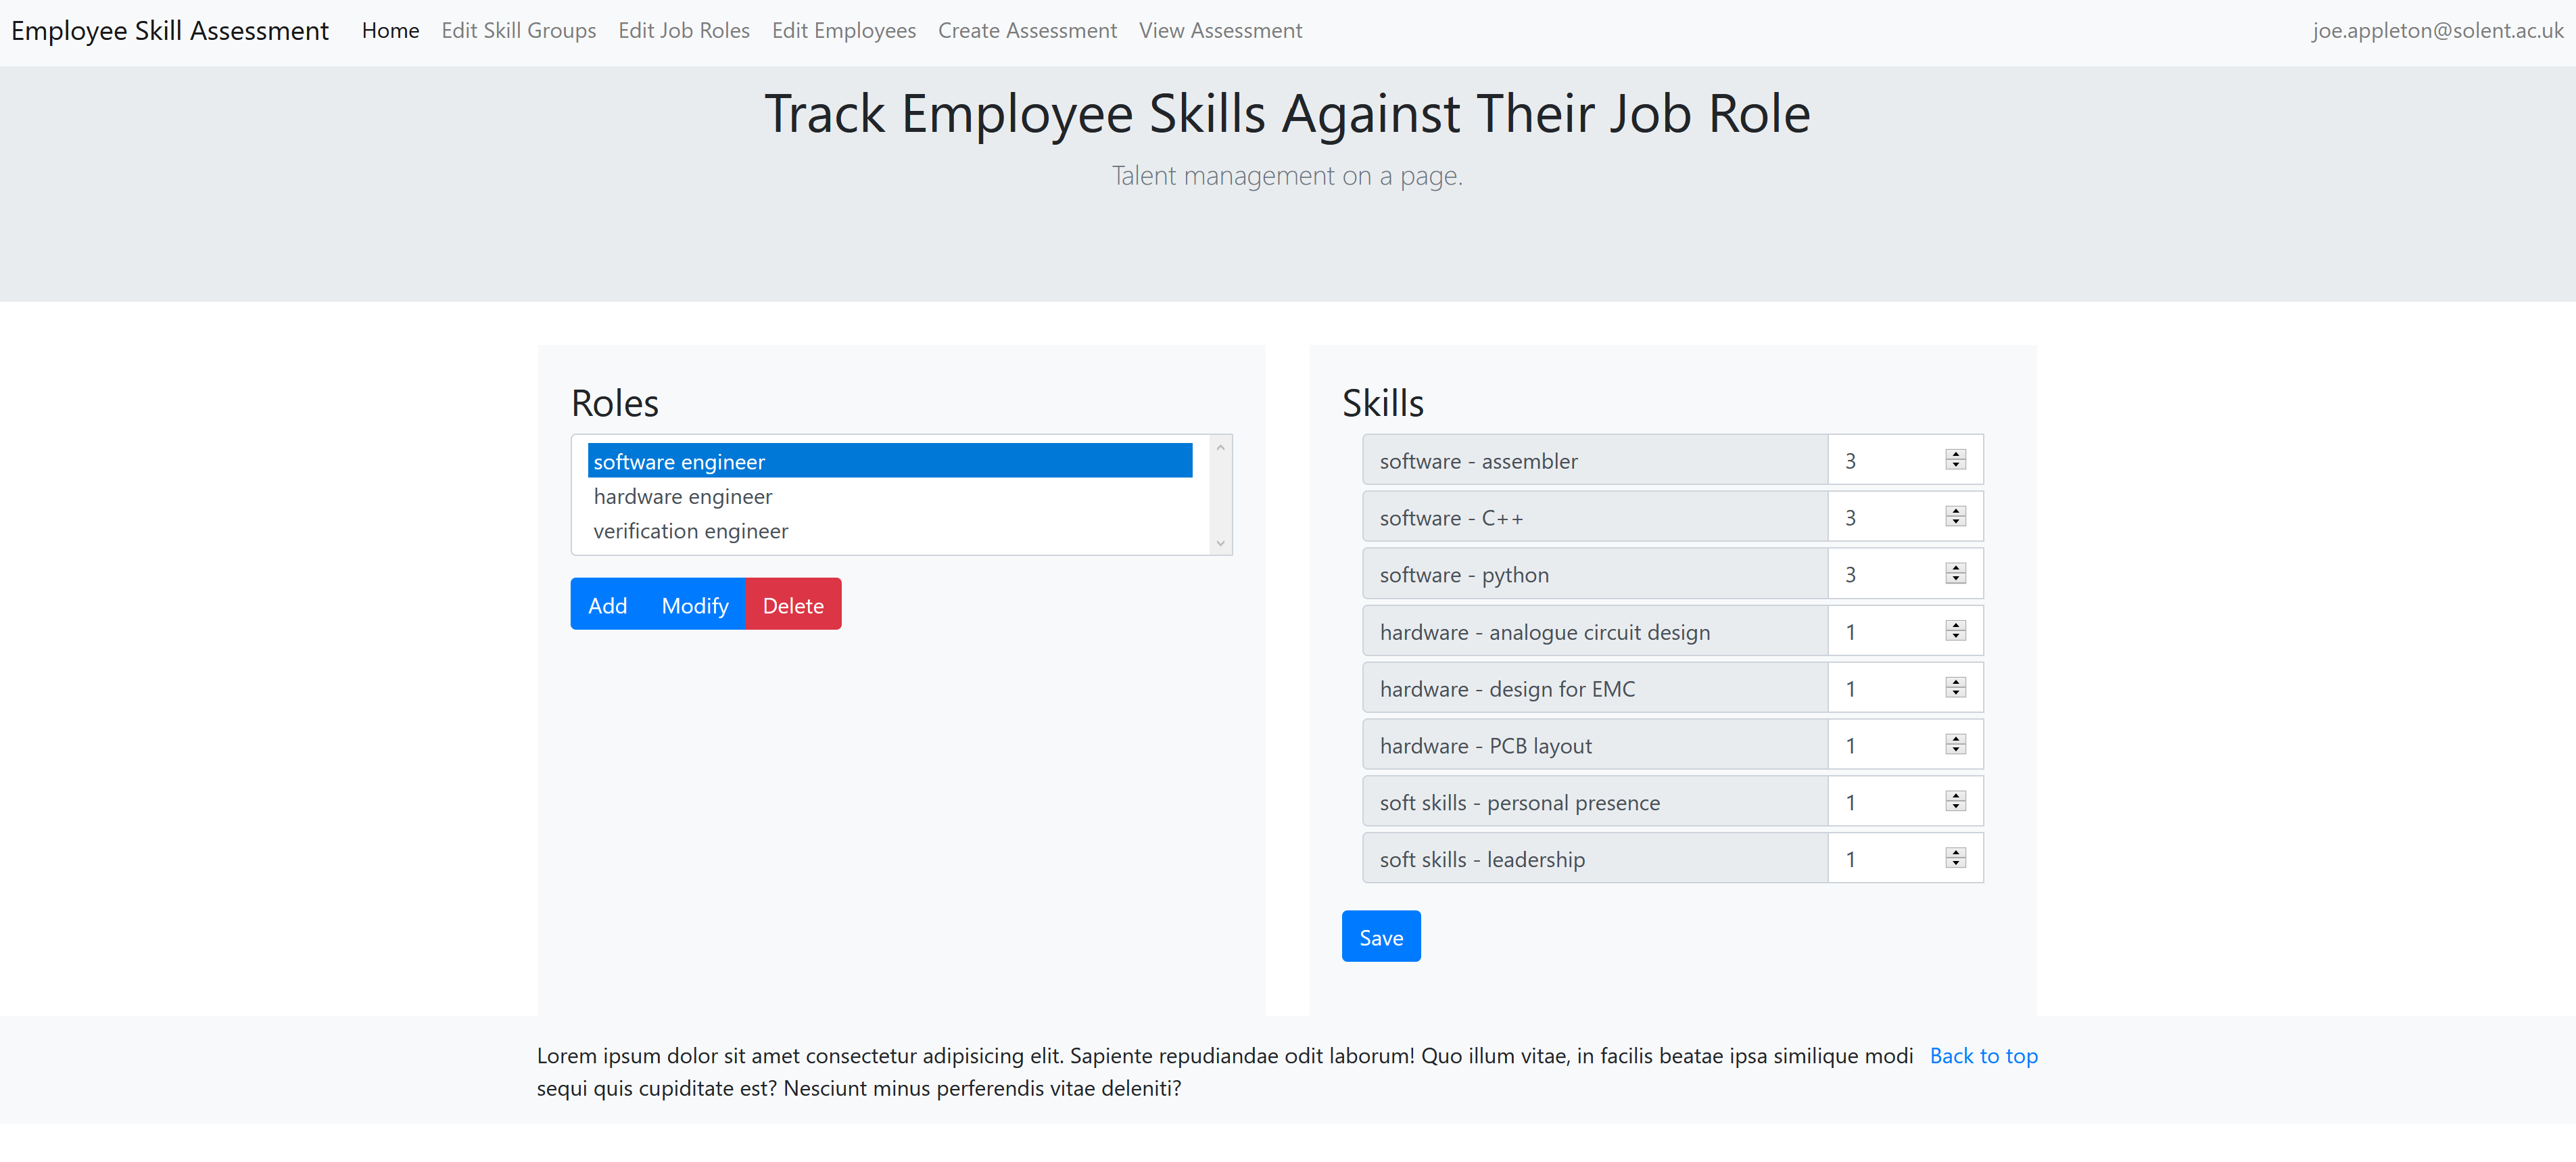 Employee Skill Assessment Home Edit Skill Groups Edit Job Roles Edit Employees Create Assessment View Assessment joe.appleton@solent.ac.uk
Track Employee Skills Against Their Job Role
Talent management on a page.
Roles
software engineer
hardware engineer
verification engineer
Add Modify Delete
Skills
software - assembler 3
software - C++ 3
software - python 3
hardware - analogue circuit design 1
hardware - design for EMC 1
hardware - PCB layout 1
soft skills - personal presence 1
soft skills - leadership 1
Save
Lorem ipsum dolor sit amet consectetur adipisicing elit. Sapiente repudiandae odit laborum! Quo illum vitae, in facilis beatae ipsa similique modi Back to top
sequi quis cupiditate est? Nesciunt minus perferendis vitae deleniti?